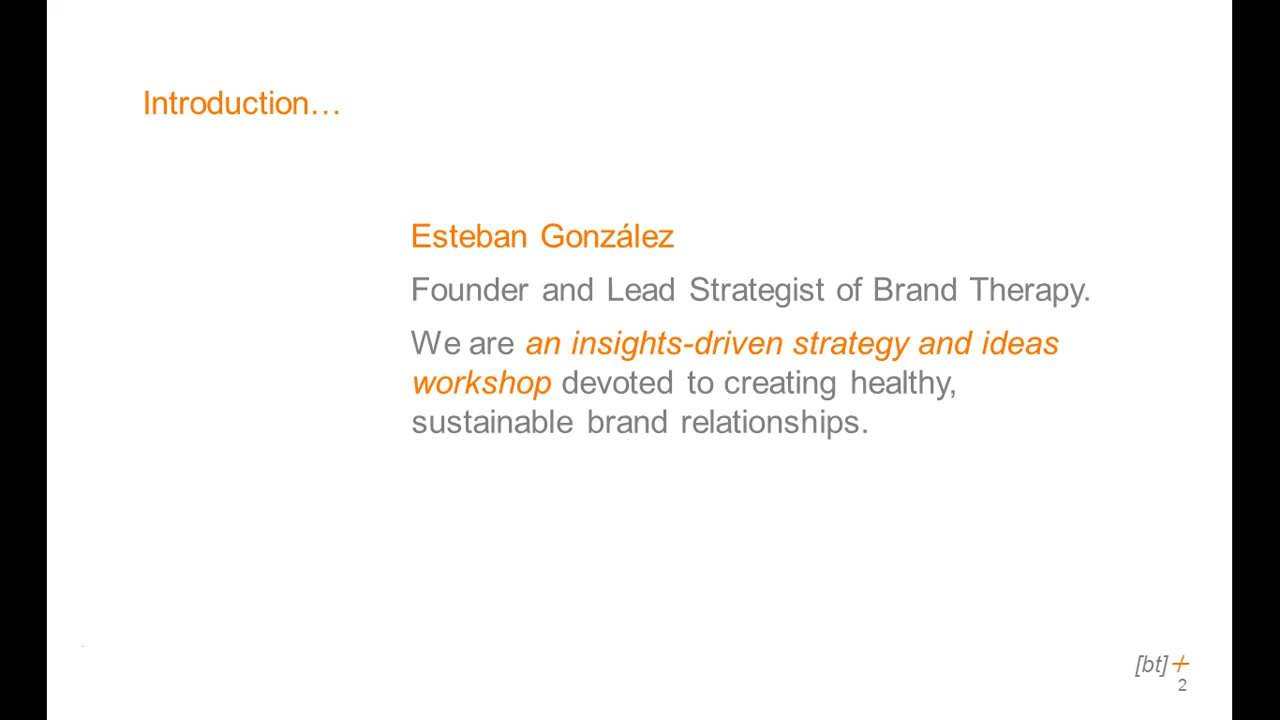 Introduction…
Esteban González
Founder and Lead Strategist of Brand Therapy.
We are an insights-driven strategy and ideas
workshop devoted to creating healthy,
sustainable brand relationships.
[bt]+
2